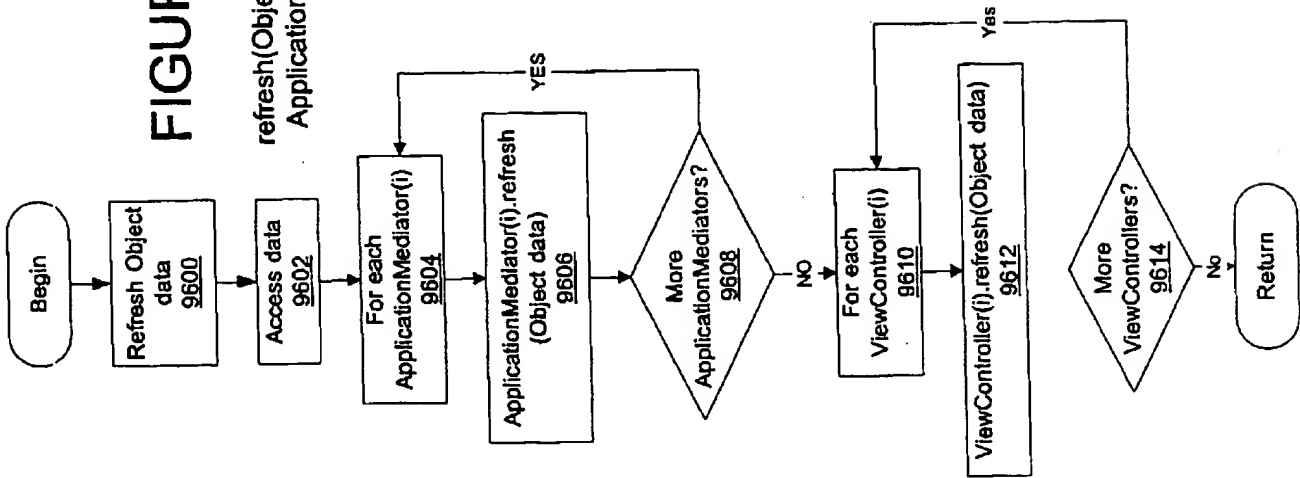 FIGUR
refresh(Obje
Application
Begin
Refresh Object
data
9600
Access data
9602
For each
ApplicationMediator(i)
9604
ApplicationMediator(i).refresh
(Object data)
9606
More
ApplicationMediators?
9608
YES
NO
For each
ViewController(i)
9610
ViewController(i).refresh(Object data)
9612
More
ViewControllers?
9614
Yes
No
Return